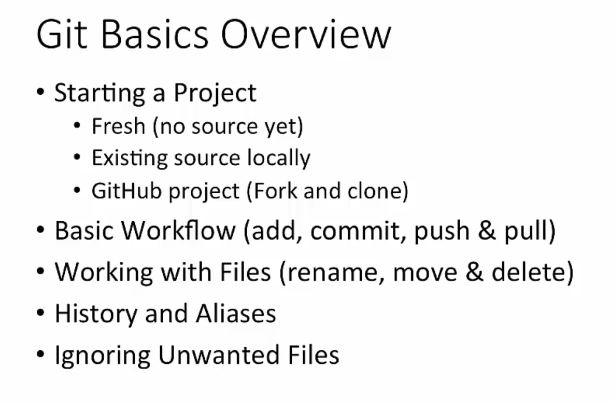 Git Basics Overview
• Starting a Project
• Fresh (no source yet)
• Existing source locally
• GitHub project (Fork and clone)
• Basic Workflow (add, commit, push & pull)
• Working with Files (rename, move & delete)
• History and Aliases
• Ignoring Unwanted Files